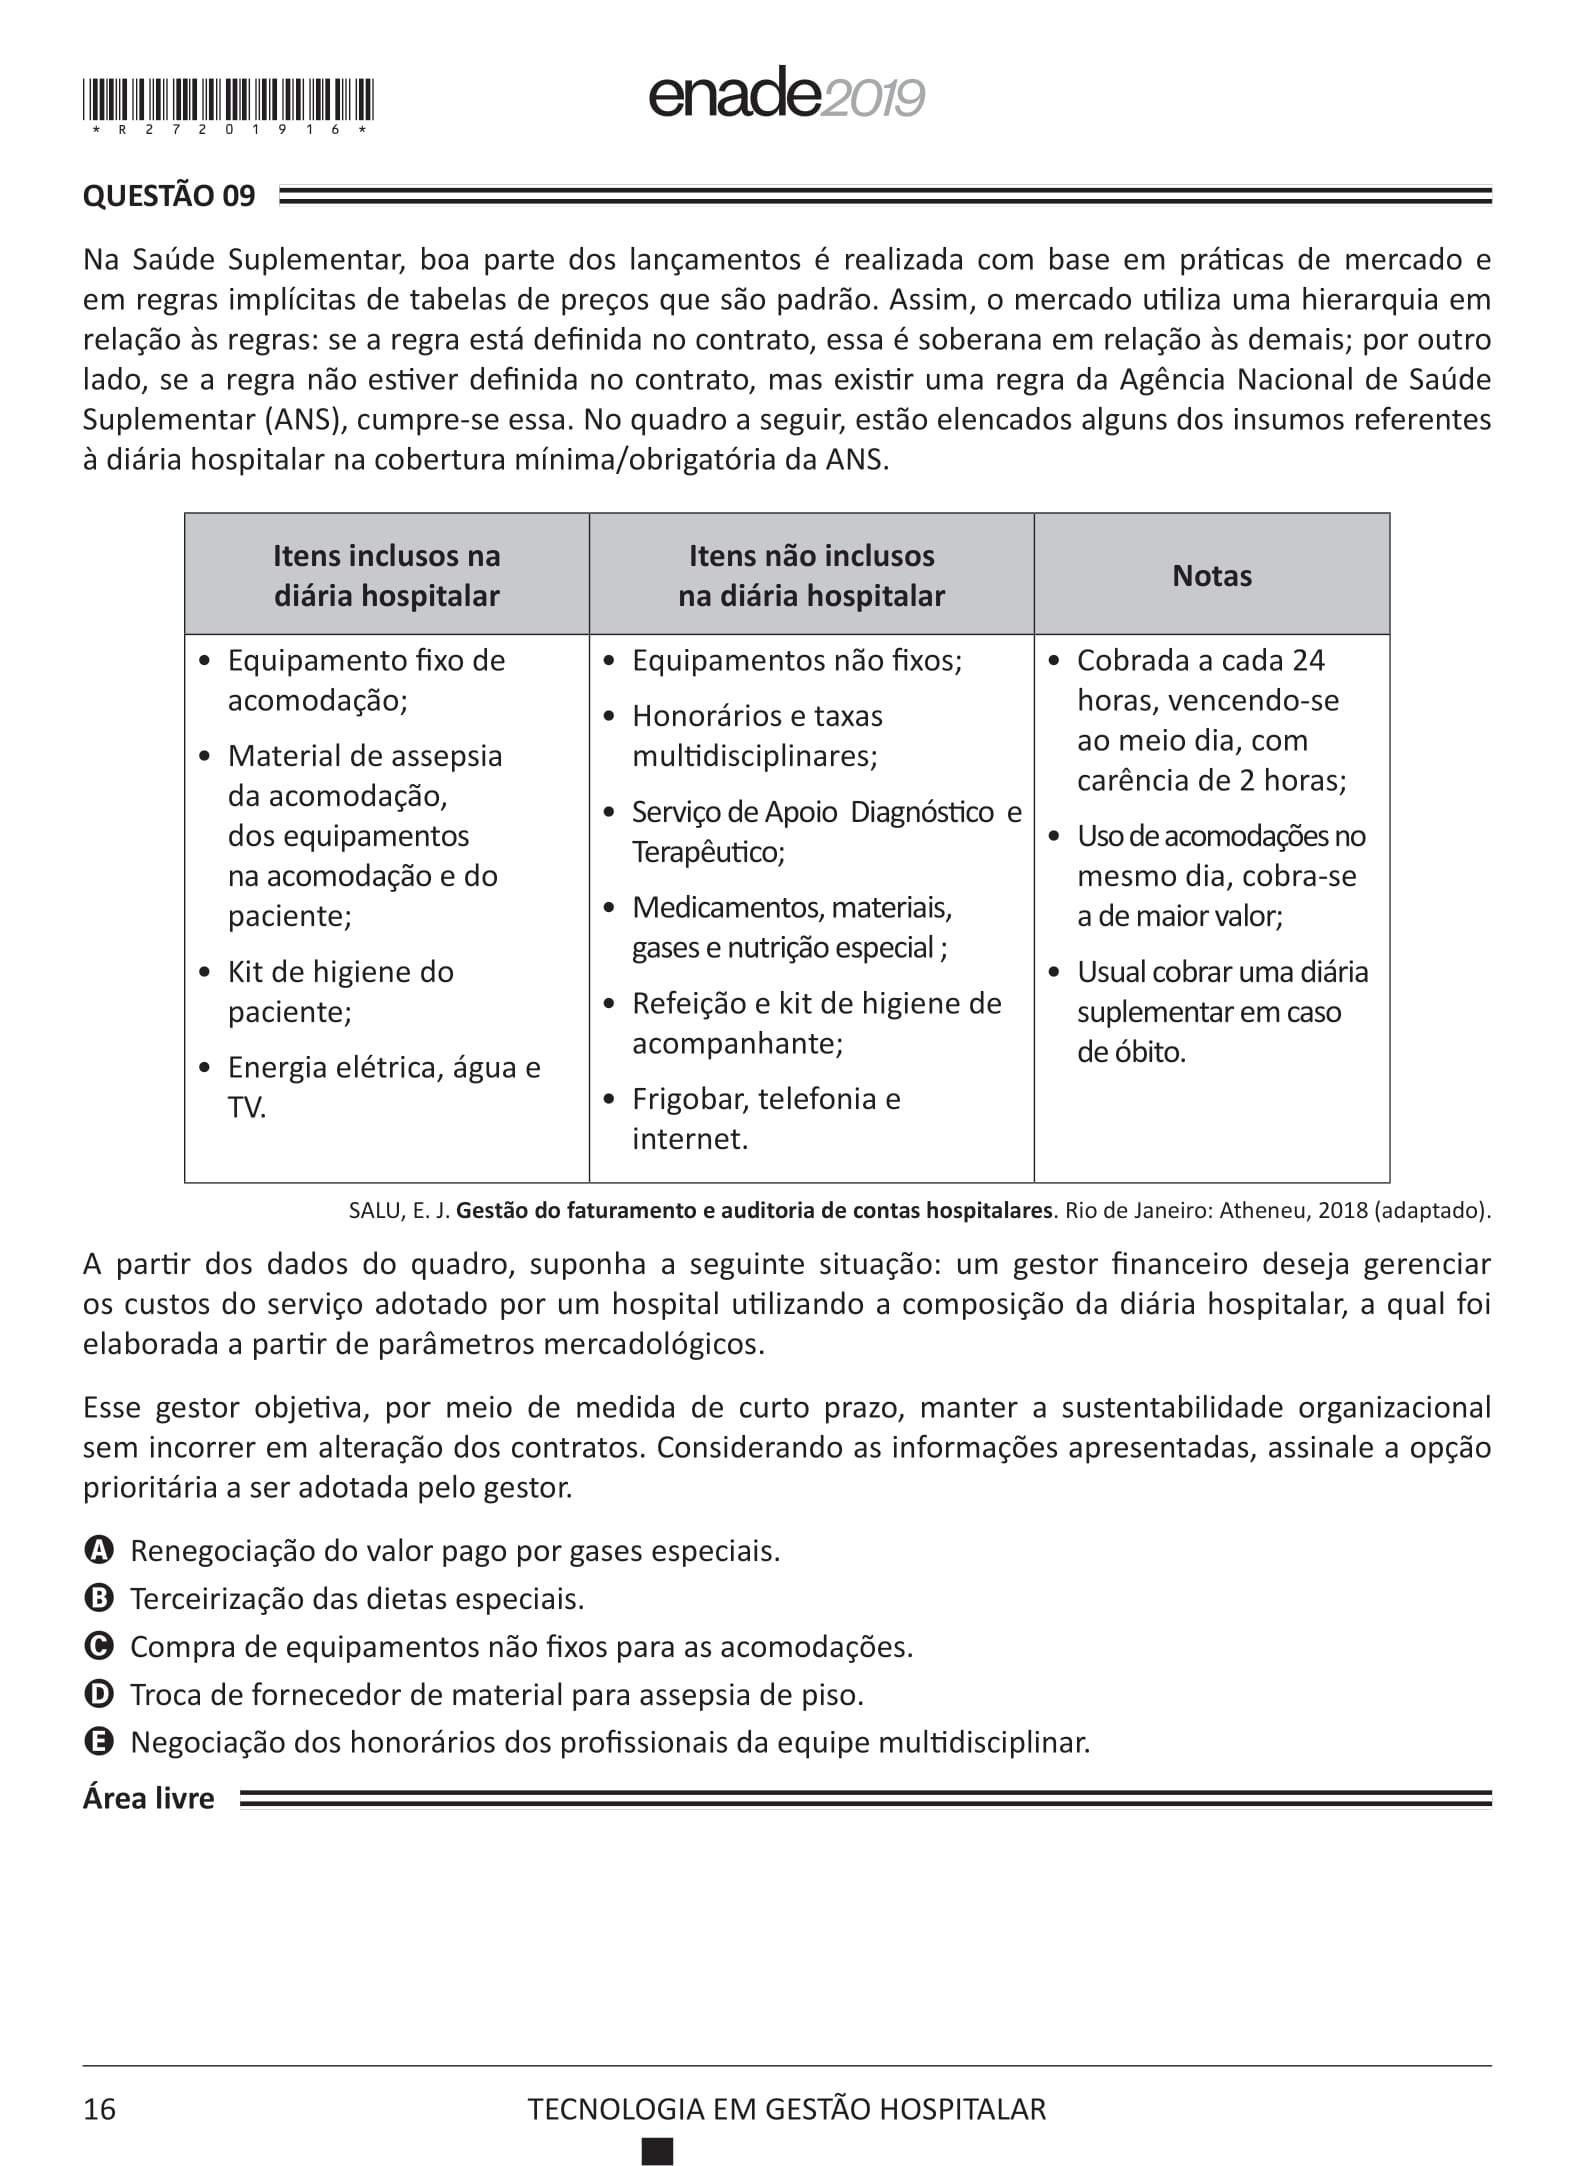 *R27201916*
enade2019
QUESTÃO 09
Na Saúde Suplementar, boa parte dos lançamentos é realizada com base em práticas de mercado e
em regras implícitas de tabelas de preços que são padrão. Assim, o mercado utiliza uma hierarquia em
relação às regras: se a regra está definida no contrato, essa é soberana em relação às demais; por outro
lado, se a regra não estiver definida no contrato, mas existir uma regra da Agência Nacional de Saúde
Suplementar (ANS), cumpre-se essa. No quadro a seguir, estão elencados alguns dos insumos referentes
à diária hospitalar na cobertura mínima/obrigatória da ANS.
Itens inclusos na
diária hospitalar
Itens não inclusos
na diária hospitalar
Notas
• Equipamento fixo de
acomodação;
• Material de assepsia
da acomodação,
dos equipamentos
na acomodação e do
paciente;
• Kit de higiene do
paciente;
• Energia elétrica, água e
TV.
• Equipamentos não fixos;
• Honorários e taxas
multidisciplinares;
• Serviço de Apoio Diagnóstico e
Terapêutico;
• Medicamentos, materiais,
gases e nutrição especial ;
• Refeição e kit de higiene de
acompanhante;
• Frigobar, telefonia e
internet.
• Cobrada a cada 24
horas, vencendo-se
ao meio dia, com
carência de 2 horas;
• Uso de acomodações no
mesmo dia, cobra-se
a de maior valor;
• Usual cobrar uma diária
suplementar em caso
de óbito.
SALU, E. J. Gestão do faturamento e auditoria de contas hospitalares. Rio de Janeiro: Atheneu, 2018 (adaptado).
A partir dos dados do quadro, suponha a seguinte situação: um gestor financeiro deseja gerenciar
os custos do serviço adotado por um hospital utilizando a composição da diária hospitalar, a qual foi
elaborada a partir de parâmetros mercadológicos.
Esse gestor objetiva, por meio de medida de curto prazo, manter a sustentabilidade organizacional
sem incorrer em alteração dos contratos. Considerando as informações apresentadas, assinale a opção
prioritária a ser adotada pelo gestor.
A Renegociação do valor pago por gases especiais.
B Terceirização das dietas especiais.
C Compra de equipamentos não fixos para as acomodações.
D Troca de fornecedor de material para assepsia de piso.
E Negociação dos honorários dos profissionais da equipe multidisciplinar.
Área livre
16
TECNOLOGIA EM GESTÃO HOSPITALAR